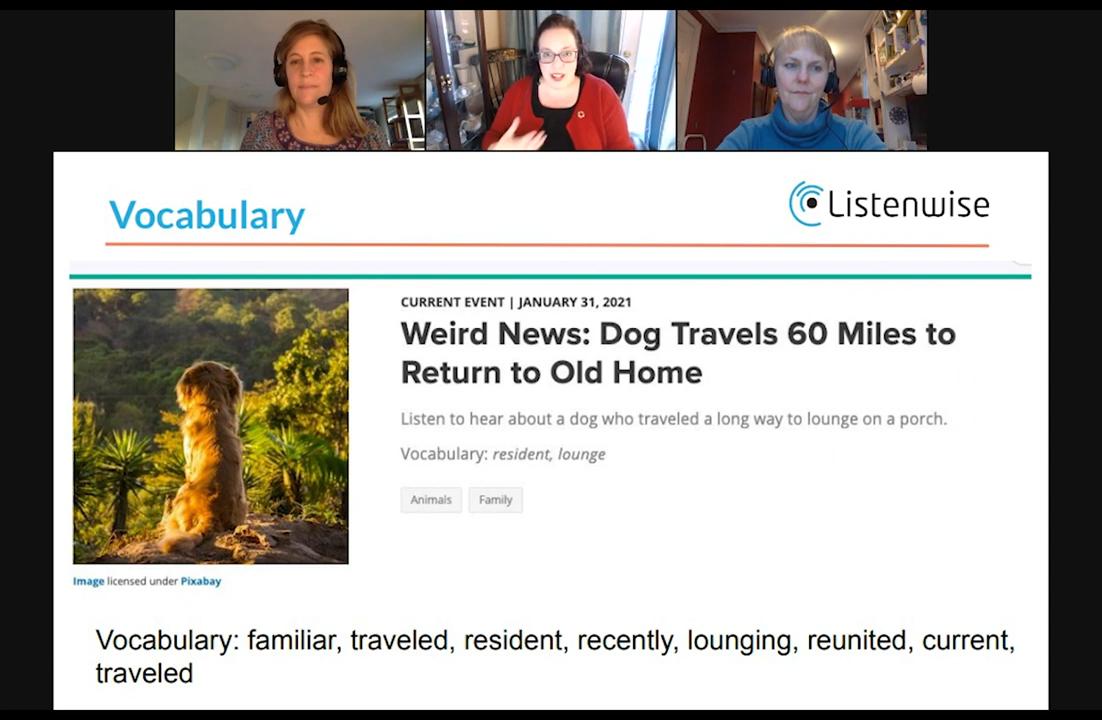 Vocabulary
Listenwise
CURRENT EVENT | JANUARY 31, 2021
Weird News: Dog Travels 60 Miles to
Return to Old Home
Listen to hear about a dog who traveled a long way to lounge on a porch.
Vocabulary: resident, lounge
Animals
Family
Image licensed under Pixabay
Vocabulary: familiar, traveled, resident, recently, lounging, reunited, current,
traveled